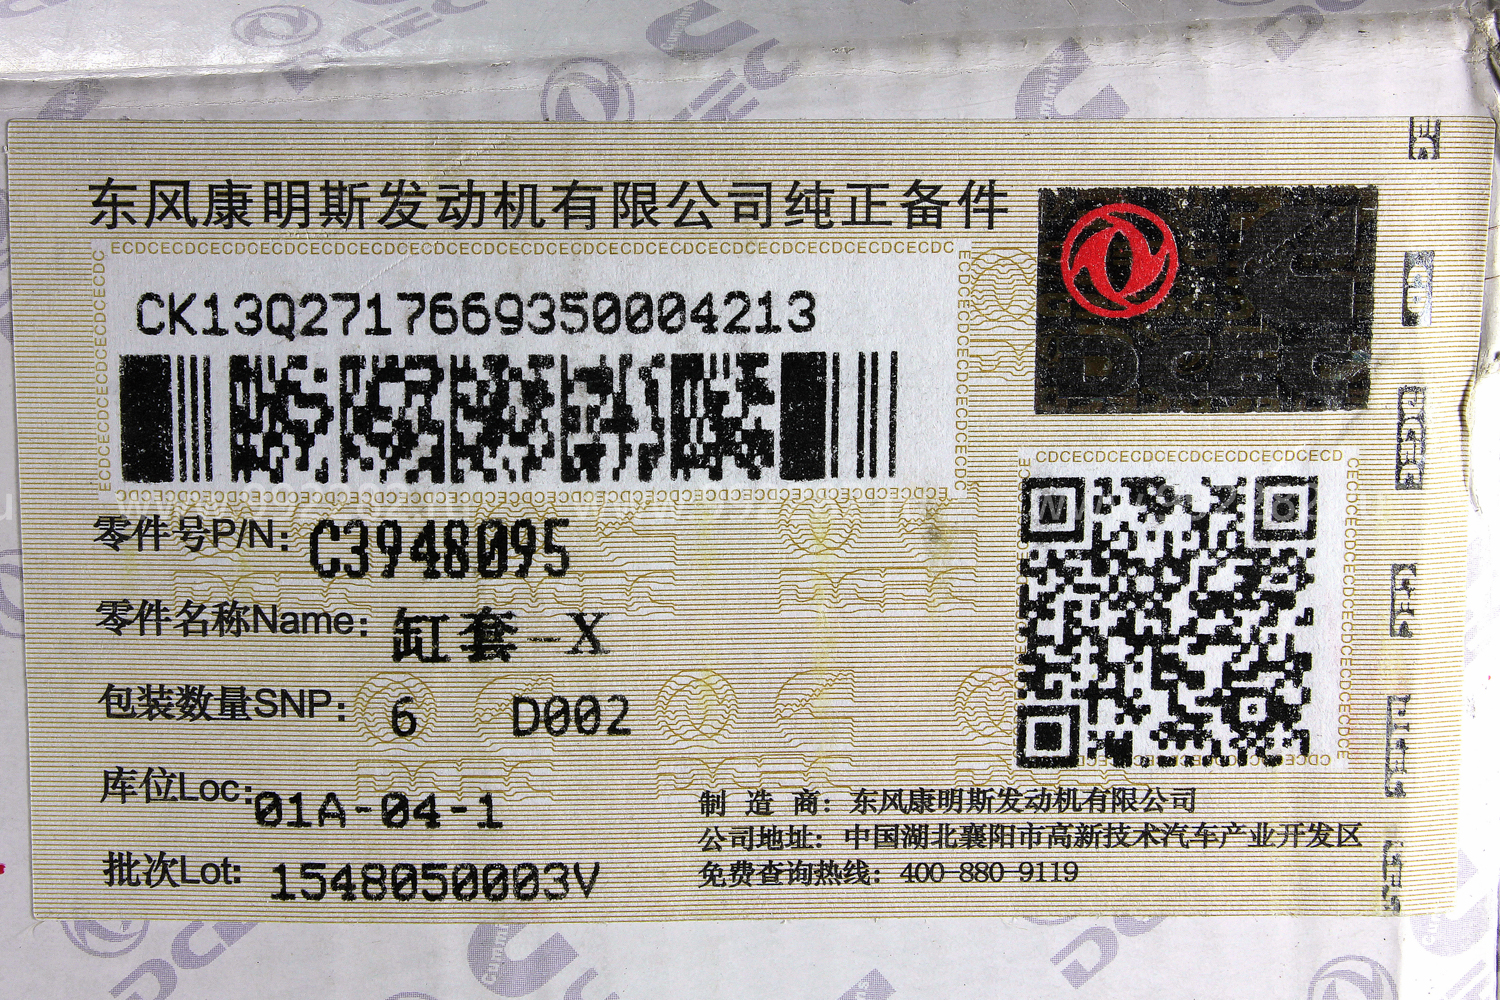 东风康明斯发动机有限公司纯正备件
ECDCECDCECDCECDCECDCECDCECDCECDCECDCECDCECDCECDCECDC
CK13Q2717669350004213
零件号P/N: C3948095
零件名称Name: 缸套-X
包装数量SNP: 6 D002
库位Loc: 01A-04-1
批次Lot: 1548050003V
CDCECDCECDCECDCECDCECDCECDCECD
制 造 商: 东风康明斯发动机有限公司
公司地址: 中国湖北襄阳市高新技术汽车产业开发区
免费查询热线: 400-880-9119
DCEC
cummins